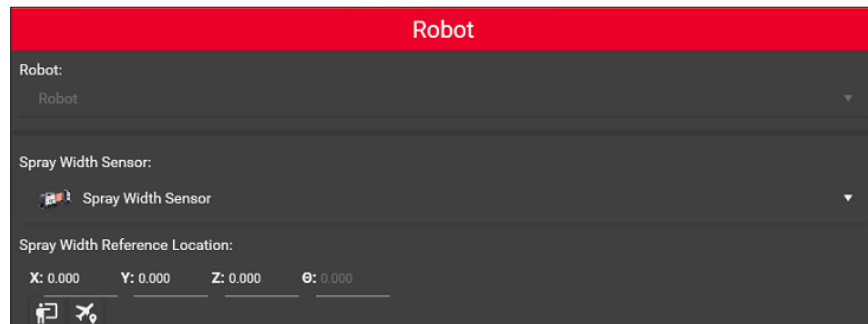 Robot
Robot:
Robot
Spray Width Sensor:
Spray Width Sensor
Spray Width Reference Location:
X: 0.000 Y: 0.000 Z: 0.000 Θ: 0.000